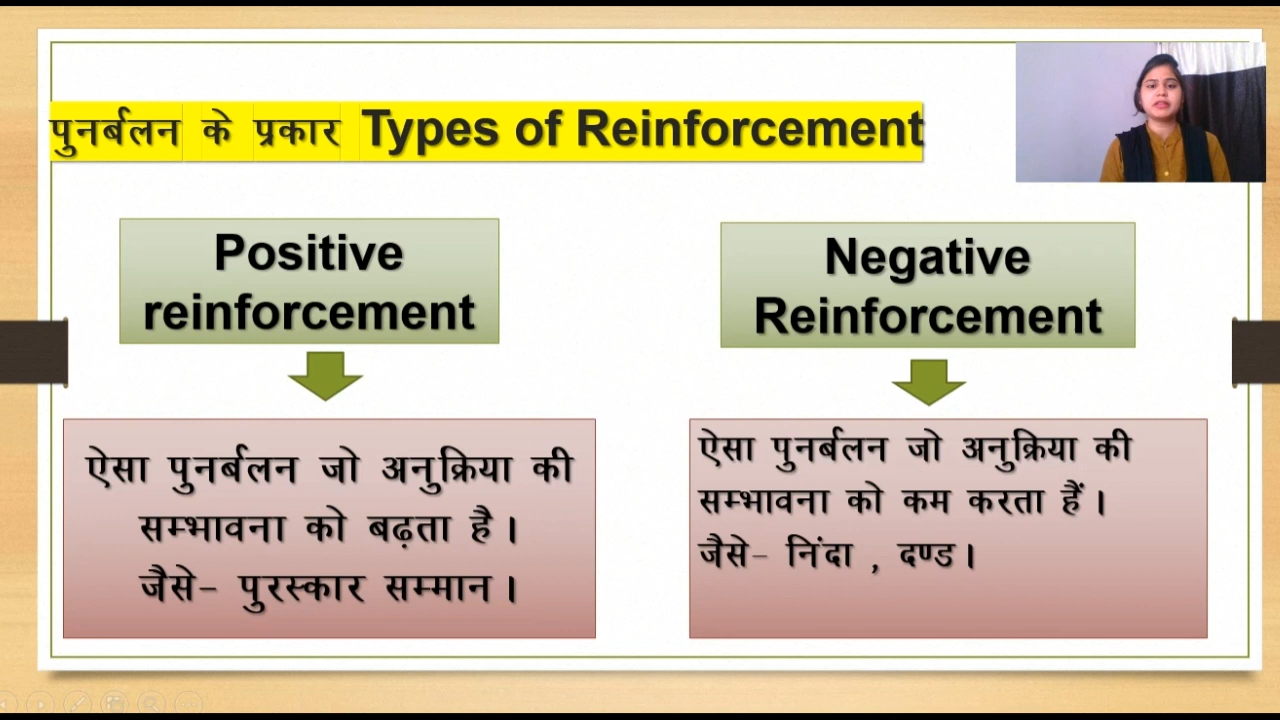 पुनर्बलन के प्रकार Types of Reinforcement
Positive
reinforcement
ऐसा पुनर्बलन जो अनुक्रिया की
सम्भावना को बढ़ता है ।
जैसे- पुरस्कार सम्मान ।
Negative
Reinforcement
ऐसा पुनर्बलन जो अनुक्रिया की
सम्भावना को कम करता हैं ।
जैसे- निंदा , दण्ड ।